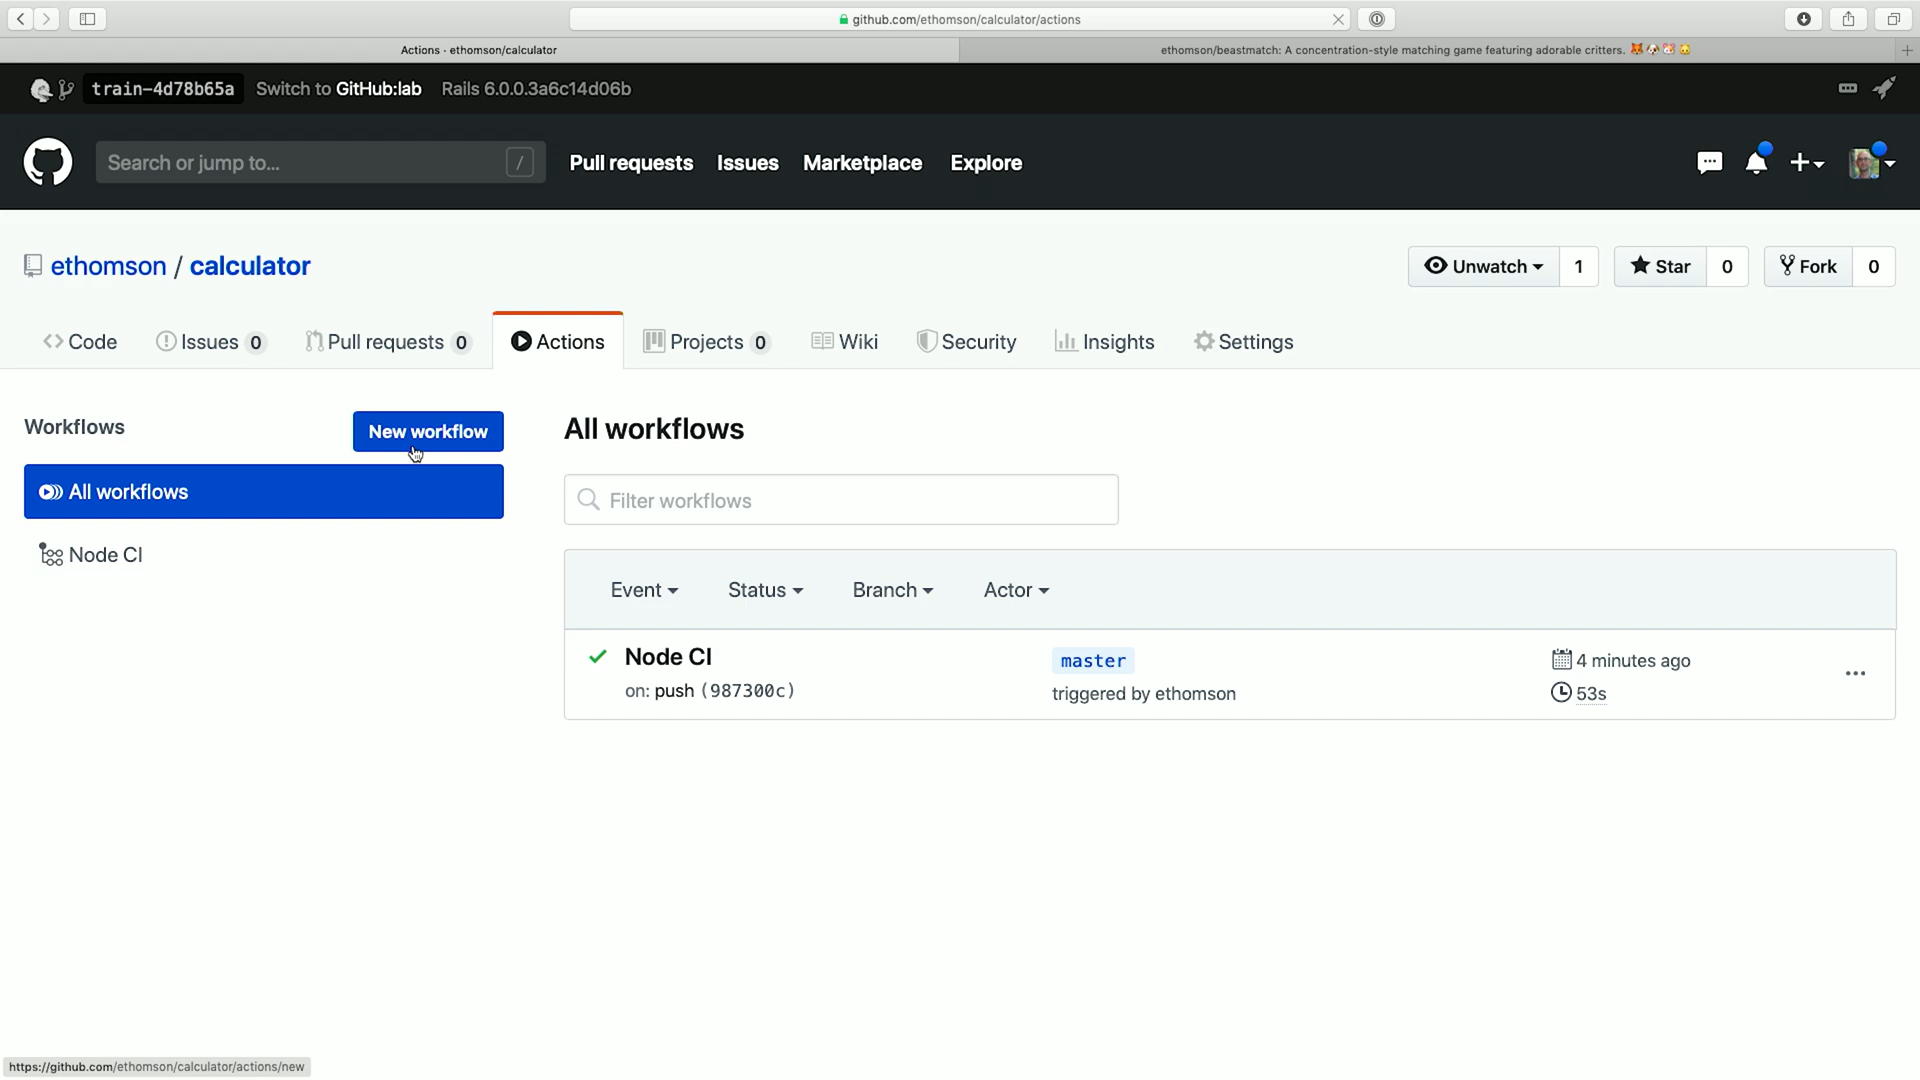 github.com/ethomson/calculator/actions
Actions · ethomson/calculator
ethomson/beastmatch: A concentration-style matching game featuring adorable critters. 🦊🐶🐹🐱
train-4d78b65a Switch to GitHub:lab Rails 6.0.0.3a6c14d06b
Search or jump to... /
Pull requests Issues Marketplace Explore
ethomson / calculator
Unwatch 1 Star 0 Fork 0
Code Issues 0 Pull requests 0 Actions Projects 0 Wiki Security Insights Settings
Workflows New workflow
All workflows
Node CI
All workflows
Filter workflows
Event Status Branch Actor
Node CI master 4 minutes ago
on: push (987300c) triggered by ethomson 53s
https://github.com/ethomson/calculator/actions/new